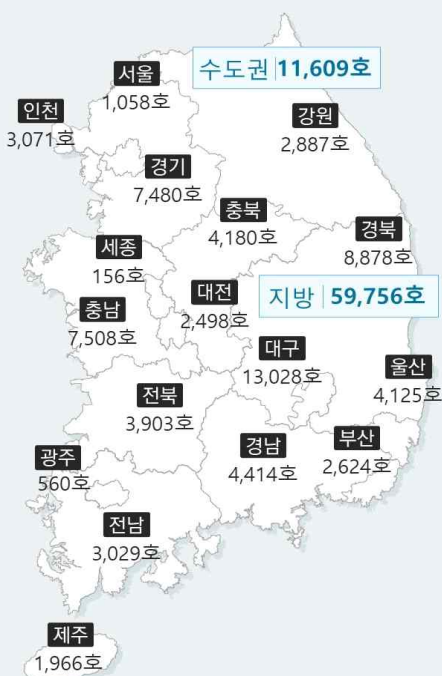 서울
1,058호
수도권 11,609호
인천
3,071호
강원
2,887호
경기
7,480호
충북
4,180호
경북
8,878호
세종
156호
대전
2,498호
지방 59,756호
충남
7,508호
대구
13,028호
울산
4,125호
전북
3,903호
경남
4,414호
부산
2,624호
광주
560호
전남
3,029호
제주
1,966호